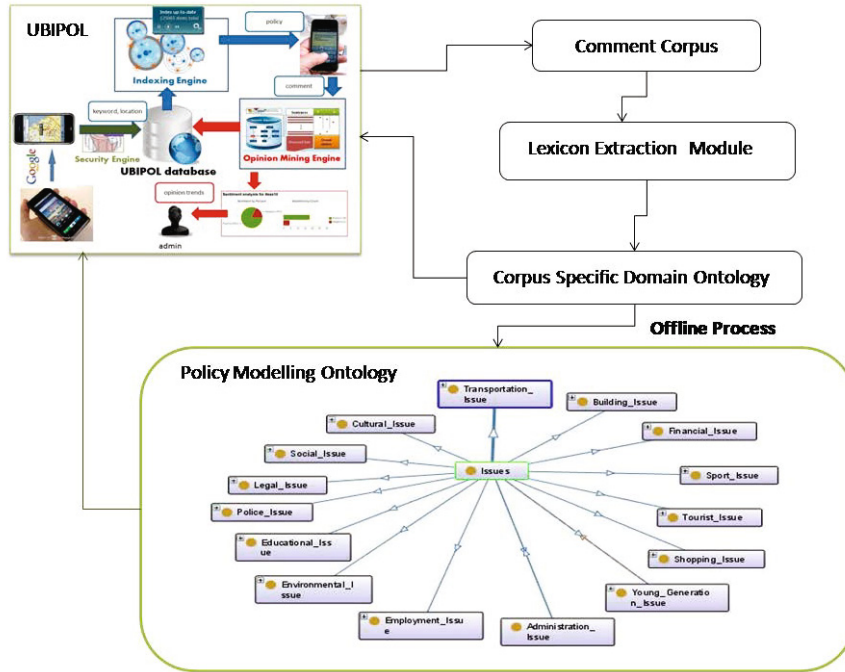 UBIPOL
policy
Indexing Engine
comment
keyword, location
Google
Security Engine
UBIPOL database
Opinion Mining Engine
opinion trends
admin
Comment Corpus
Lexicon Extraction Module
Corpus Specific Domain Ontology
Offline Process
Policy Modelling Ontology
Transportation_
Issue
Building_Issue
Cultural_Issue
Financial_Issue
Social_Issue
Issues
Sport_Issue
Legal_Issue
Police_Issue
Tourist_Issue
Educational_Iss
ue
Shopping_Issue
Environmental_I
ssue
Young_Generatio
n_Issue
Employment_Issu
e
Administration_
Issue